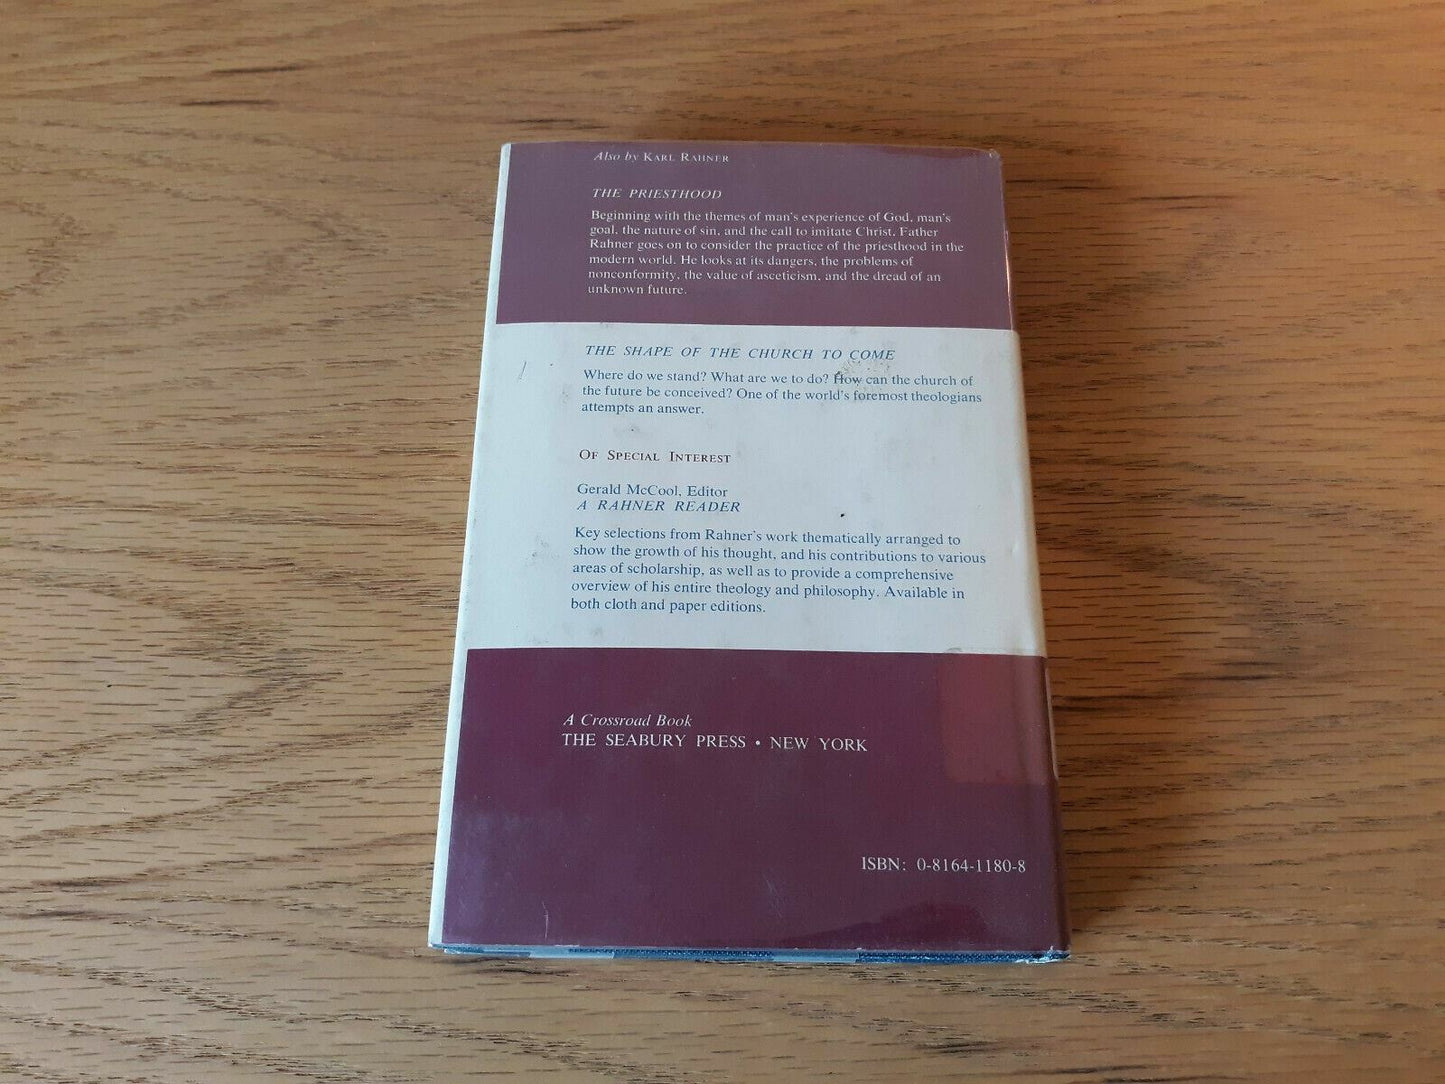 Also by KARL RAHNER
THE PRIESTHOOD
Beginning with the themes of man's experience of God, man's
goal, the nature of sin, and the call to imitate Christ, Father
Rahner goes on to consider the practice of the priesthood in the
modern world. He looks at its dangers, the problems of
nonconformity, the value of asceticism, and the dread of an
unknown future.
THE SHAPE OF THE CHURCH TO COME
Where do we stand? What are we to do? How can the church of
the future be conceived? One of the world's foremost theologians
attempts an answer.
OF SPECIAL INTEREST
Gerald McCool, Editor
A RAHNER READER
Key selections from Rahner's work thematically arranged to
show the growth of his thought, and his contributions to various
areas of scholarship, as well as to provide a comprehensive
overview of his entire theology and philosophy. Available in
both cloth and paper editions.
A Crossroad Book
THE SEABURY PRESS • NEW YORK
ISBN: 0-8164-1180-8